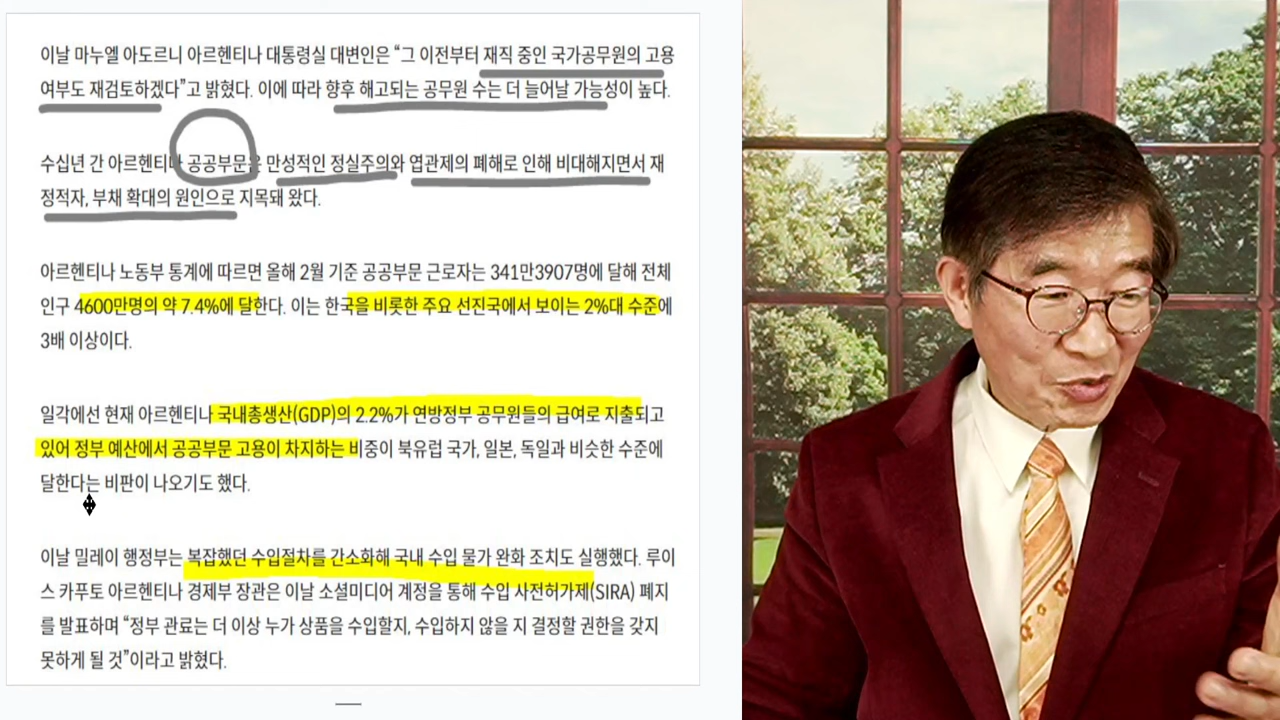 이날 마누엘 아도르니 아르헨티나 대통령실 대변인은 “그 이전부터 재직 중인 국가공무원의 고용
여부도 재검토하겠다”고 밝혔다. 이에 따라 향후 해고되는 공무원 수는 더 늘어날 가능성이 높다.
수십년 간 아르헨티나 공공부문은 만성적인 정실주의와 엽관제의 폐해로 인해 비대해지면서 재
정적자, 부채 확대의 원인으로 지목돼 왔다.
아르헨티나 노동부 통계에 따르면 올해 2월 기준 공공부문 근로자는 341만3907명에 달해 전체
인구 4600만명의 약 7.4%에 달한다. 이는 한국을 비롯한 주요 선진국에서 보이는 2%대 수준에
3배 이상이다.
일각에선 현재 아르헨티나 국내총생산(GDP)의 2.2%가 연방정부 공무원들의 급여로 지출되고
있어 정부 예산에서 공공부문 고용이 차지하는 비중이 북유럽 국가, 일본, 독일과 비슷한 수준에
달한다는 비판이 나오기도 했다.
이날 밀레이 행정부는 복잡했던 수입절차를 간소화해 국내 수입 물가 완화 조치도 실행했다. 루이
스 카푸토 아르헨티나 경제부 장관은 이날 소셜미디어 계정을 통해 수입 사전허가제(SIRA) 폐지
를 발표하며 “정부 관료는 더 이상 누가 상품을 수입할지, 수입하지 않을 지 결정할 권한을 갖지
못하게 될 것”이라고 밝혔다.